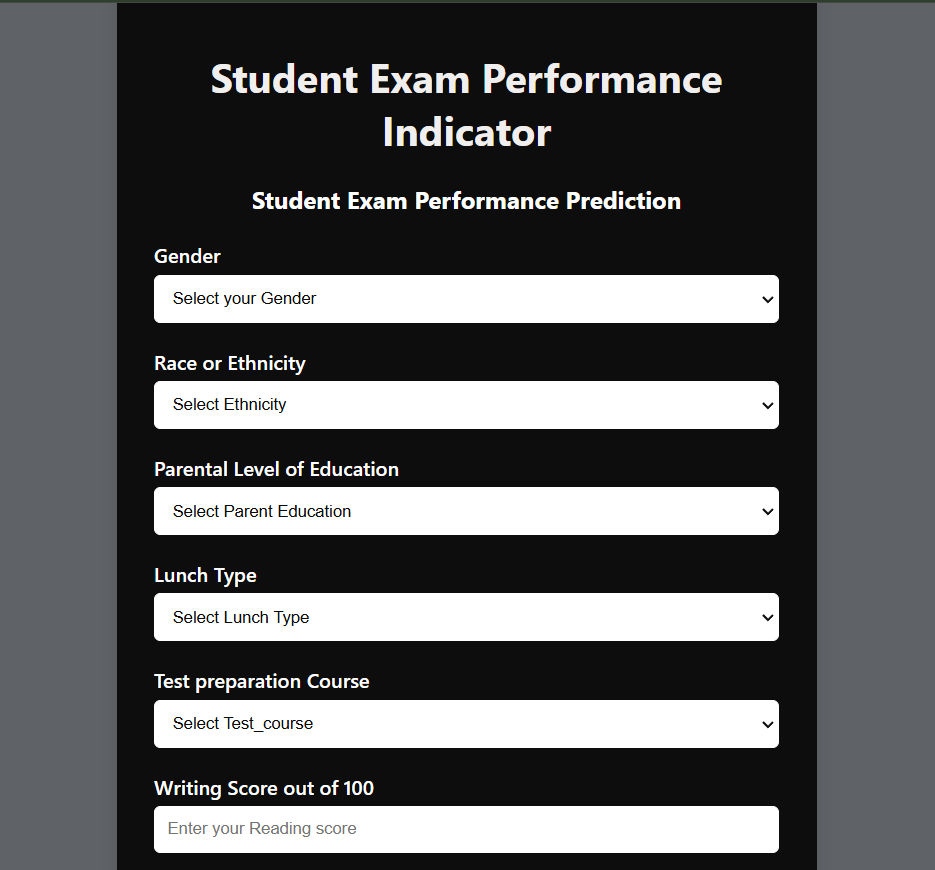 Student Exam Performance
Indicator
Student Exam Performance Prediction
Gender
Select your Gender
Race or Ethnicity
Select Ethnicity
Parental Level of Education
Select Parent Education
Lunch Type
Select Lunch Type
Test preparation Course
Select Test_course
Writing Score out of 100
Enter your Reading score